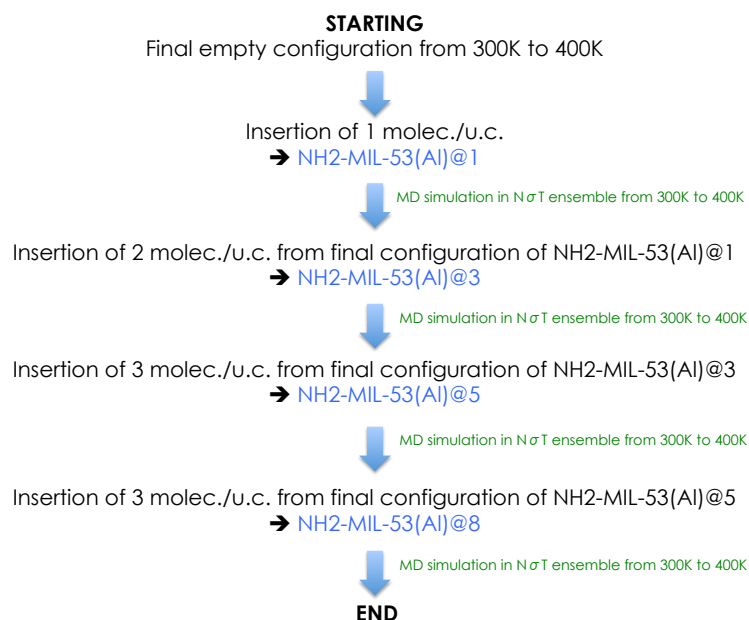 STARTING
Final empty configuration from 300K to 400K
Insertion of 1 molec./u.c.
➔ NH2-MIL-53(Al)@1
MD simulation in NσT ensemble from 300K to 400K
Insertion of 2 molec./u.c. from final configuration of NH2-MIL-53(Al)@1
➔ NH2-MIL-53(Al)@3
MD simulation in NσT ensemble from 300K to 400K
Insertion of 3 molec./u.c. from final configuration of NH2-MIL-53(Al)@3
➔ NH2-MIL-53(Al)@5
MD simulation in NσT ensemble from 300K to 400K
Insertion of 3 molec./u.c. from final configuration of NH2-MIL-53(Al)@5
➔ NH2-MIL-53(Al)@8
MD simulation in NσT ensemble from 300K to 400K
END